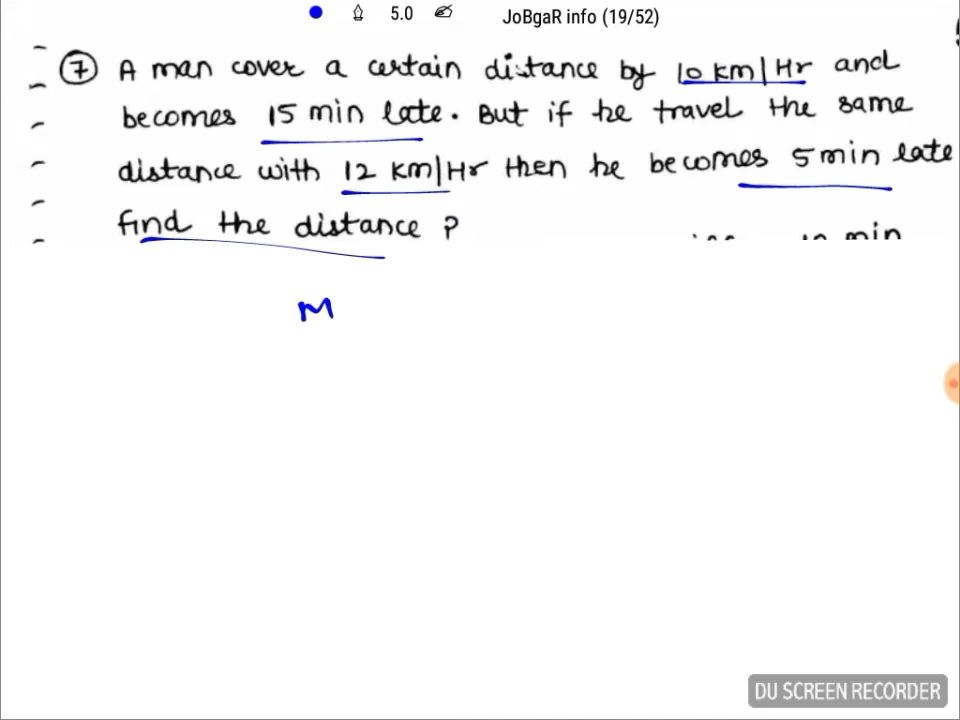 5.0 JoBgaR info (19/52)
⑦ A man cover a certain distance by 10 km/Hr and
becomes 15 min late. But if he travel the same
distance with 12 km/Hr then he becomes 5 min late
find the distance ?
min
M
DU SCREEN RECORDER